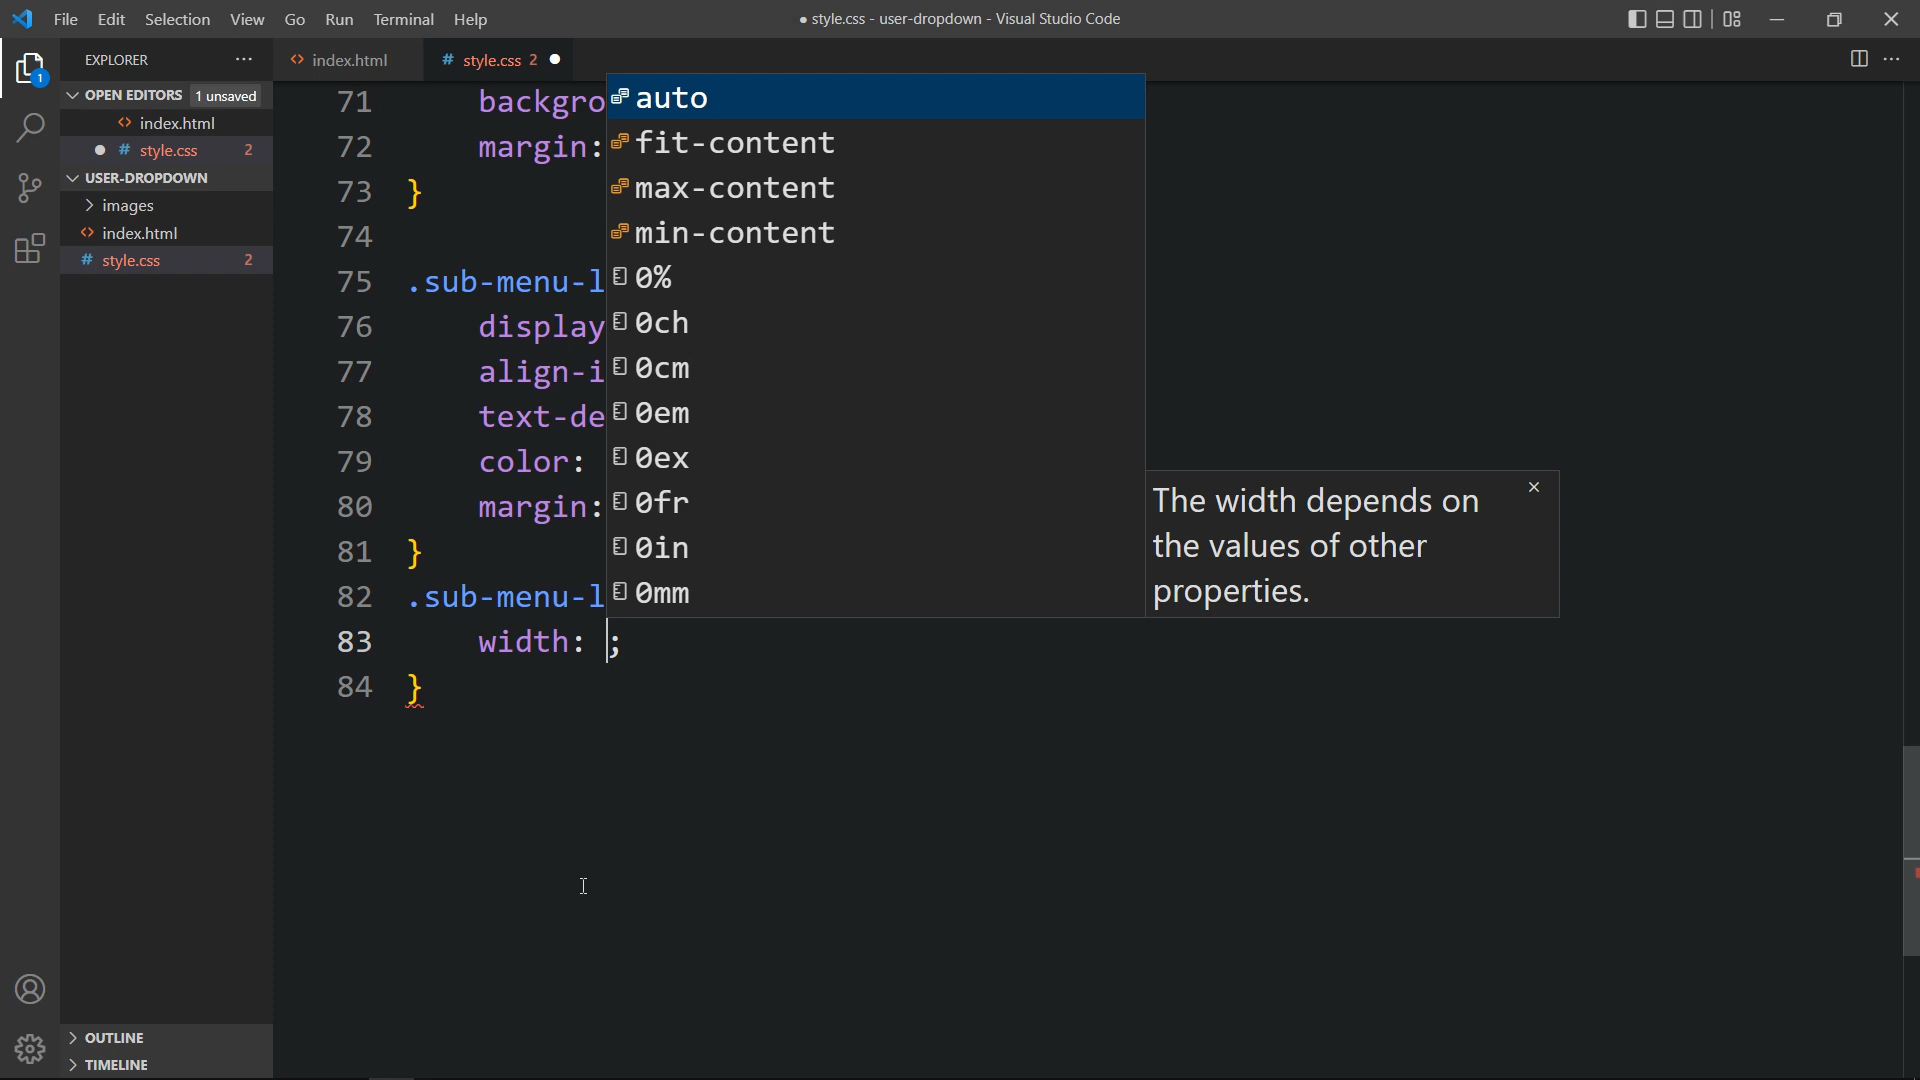 File Edit Selection View Go Run Terminal Help
● style.css - user-dropdown - Visual Studio Code
EXPLORER
index.html
# style.css 2
OPEN EDITORS 1 unsaved
index.html
# style.css 2
USER-DROPDOWN
images
index.html
# style.css 2
OUTLINE
TIMELINE
71 backgro
72 margin:
73 }
74
75 .sub-menu-l
76 display
77 align-i
78 text-de
79 color:
80 margin:
81 }
82 .sub-menu-l
83 width: ;
84 }
auto
fit-content
max-content
min-content
0%
0ch
0cm
0em
0ex
0fr
0in
0mm
The width depends on
the values of other
properties.
1